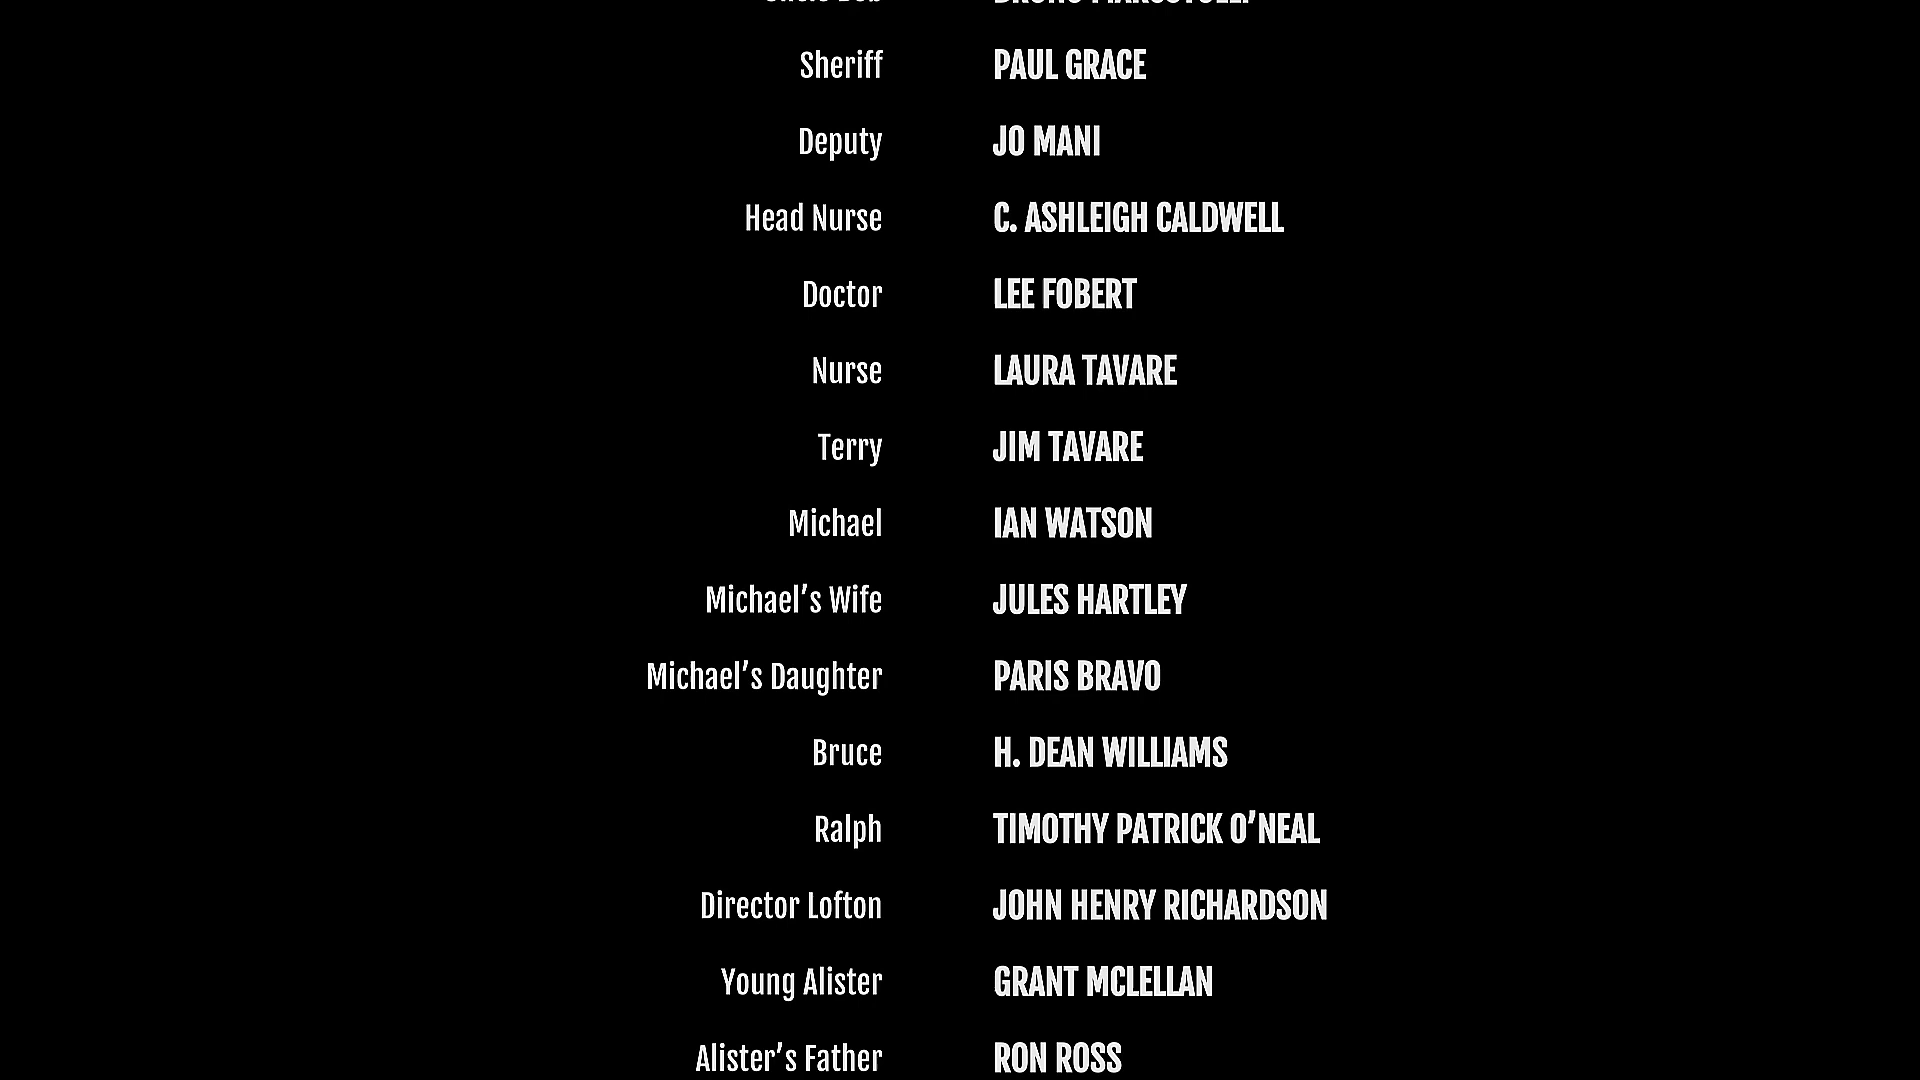 Sheriff PAUL GRACE
Deputy JO MANI
Head Nurse C. ASHLEIGH CALDWELL
Doctor LEE FOBERT
Nurse LAURA TAVARE
Terry JIM TAVARE
Michael IAN WATSON
Michael's Wife JULES HARTLEY
Michael's Daughter PARIS BRAVO
Bruce H. DEAN WILLIAMS
Ralph TIMOTHY PATRICK O'NEAL
Director Lofton JOHN HENRY RICHARDSON
Young Alister GRANT MCLELLAN
Alister's Father RON ROSS